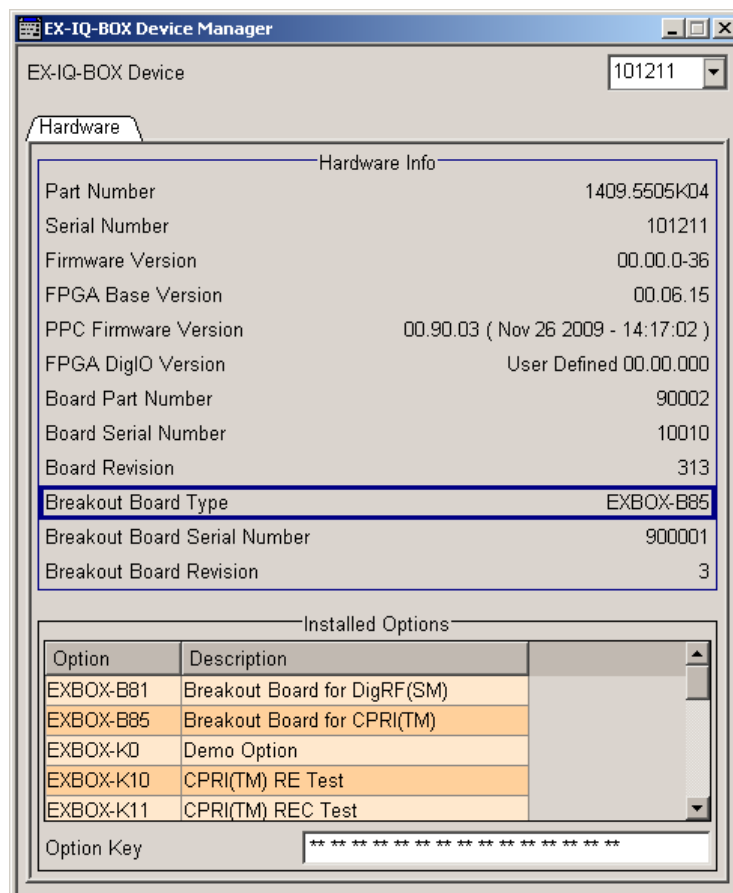 EX-IQ-BOX Device Manager
EX-IQ-BOX Device 101211
Hardware
Hardware Info
Part Number 1409.5505K04
Serial Number 101211
Firmware Version 00.00.0-36
FPGA Base Version 00.06.15
PPC Firmware Version 00.90.03 ( Nov 26 2009 - 14:17:02 )
FPGA DigIO Version User Defined 00.00.000
Board Part Number 90002
Board Serial Number 10010
Board Revision 313
Breakout Board Type EXBOX-B85
Breakout Board Serial Number 900001
Breakout Board Revision 3
Installed Options
Option Description
EXBOX-B81 Breakout Board for DigRF(SM)
EXBOX-B85 Breakout Board for CPRI(TM)
EXBOX-K0 Demo Option
EXBOX-K10 CPRI(TM) RE Test
EXBOX-K11 CPRI(TM) REC Test
Option Key ** ** ** ** ** ** ** ** ** ** ** ** ** ** **